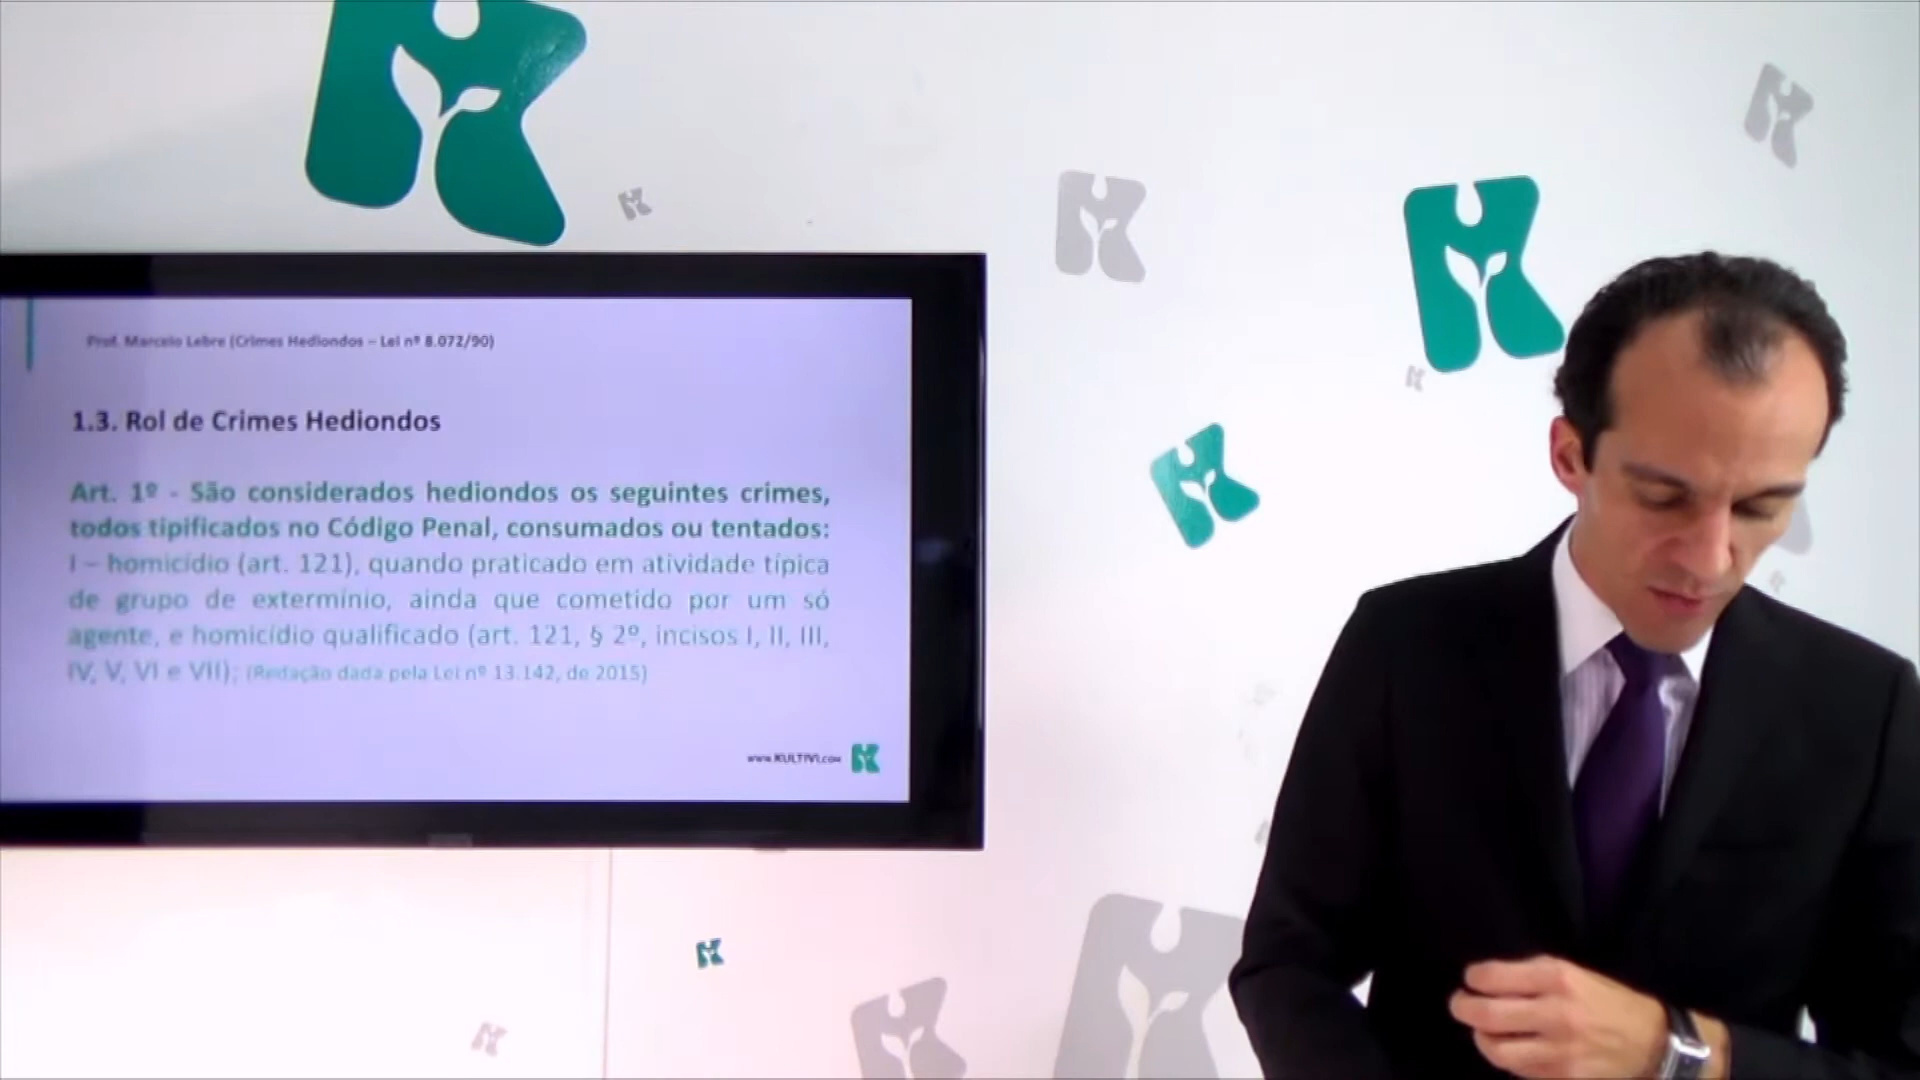 Prof. Marcelo Lebre (Crimes Hediondos – Lei nº 8.072/90)
1.3. Rol de Crimes Hediondos
Art. 1º - São considerados hediondos os seguintes crimes,
todos tipificados no Código Penal, consumados ou tentados:
I – homicídio (art. 121), quando praticado em atividade típica
de grupo de extermínio, ainda que cometido por um só
agente, e homicídio qualificado (art. 121, § 2º, incisos I, II, III,
IV, V, VI e VII); (Redação dada pela Lei nº 13.142, de 2015)
www.KULTIVI.com